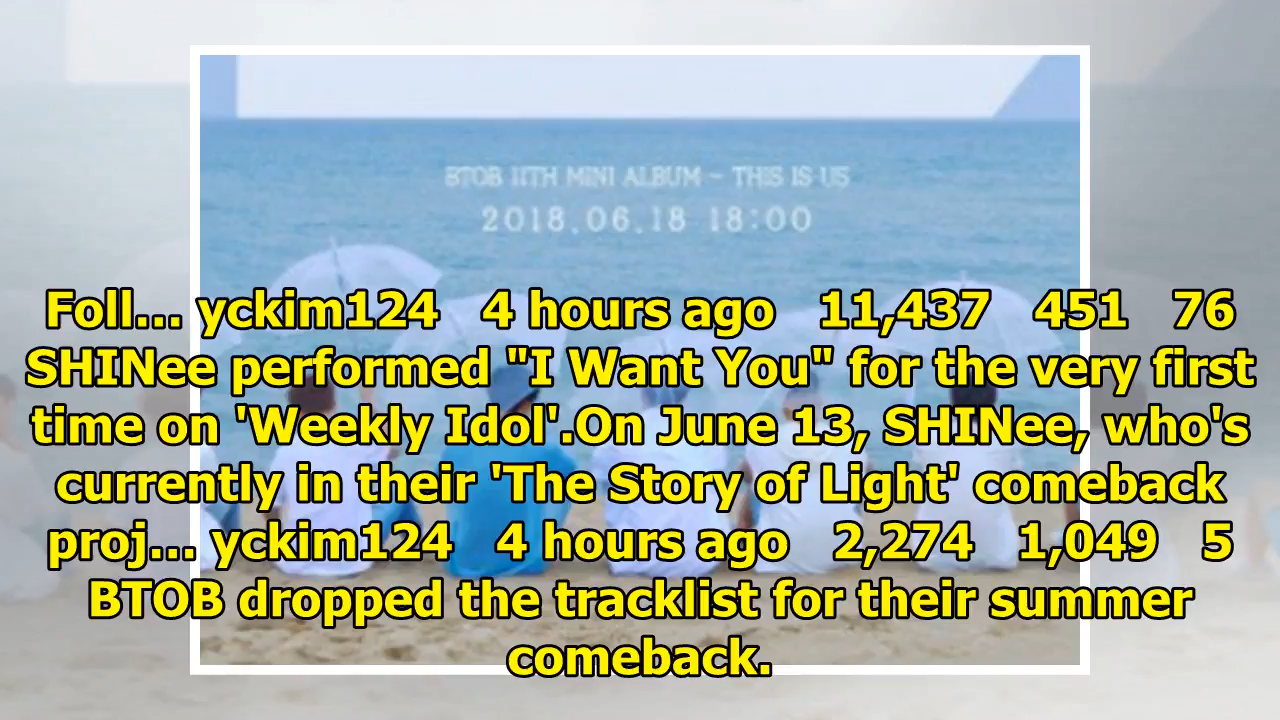 BTOB 11TH MINI ALBUM - THIS IS US
2018.06.18 18:00
Foll... yckim124 4 hours ago 11,437 451 76
SHINee performed "I Want You" for the very first
time on 'Weekly Idol'.On June 13, SHINee, who's
currently in their 'The Story of Light' comeback
proj... yckim124 4 hours ago 2,274 1,049 5
BTOB dropped the tracklist for their summer
comeback.